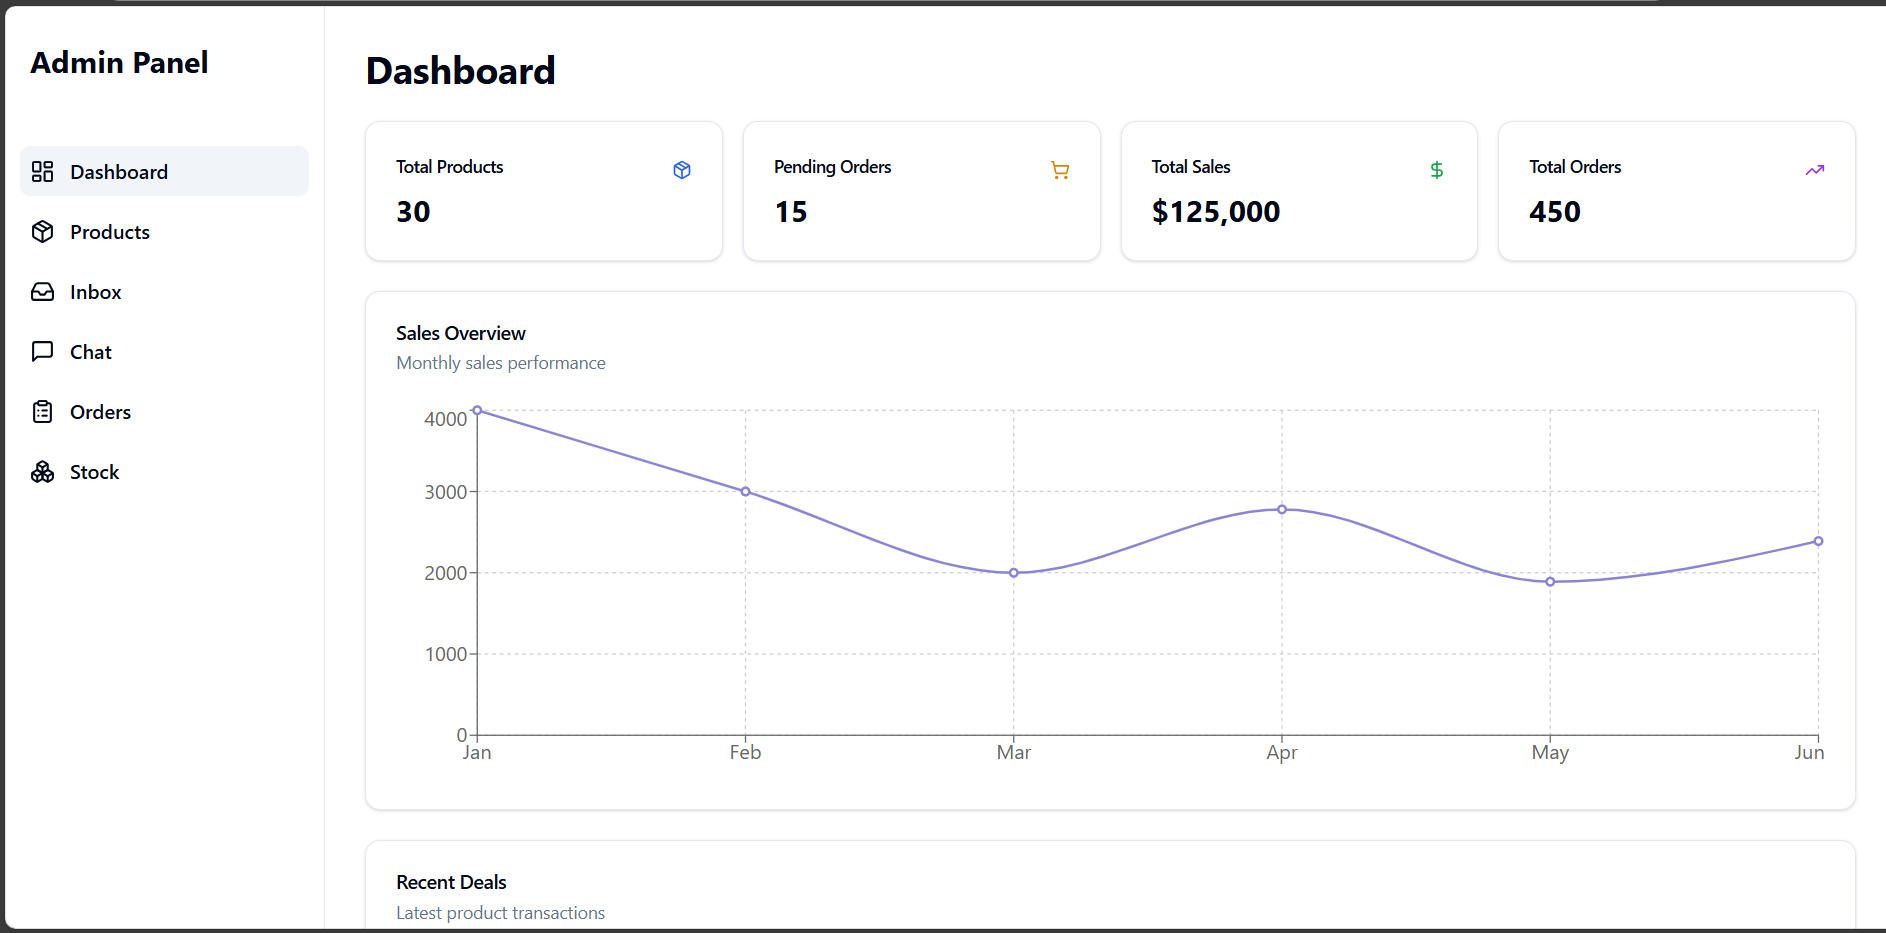 Admin Panel
Dashboard
Products
Inbox
Chat
Orders
Stock
Dashboard
Total Products
30
Pending Orders
15
Total Sales
$125,000
Total Orders
450
Sales Overview
Monthly sales performance
4000
3000
2000
1000
0
Jan Feb Mar Apr May Jun
Recent Deals
Latest product transactions